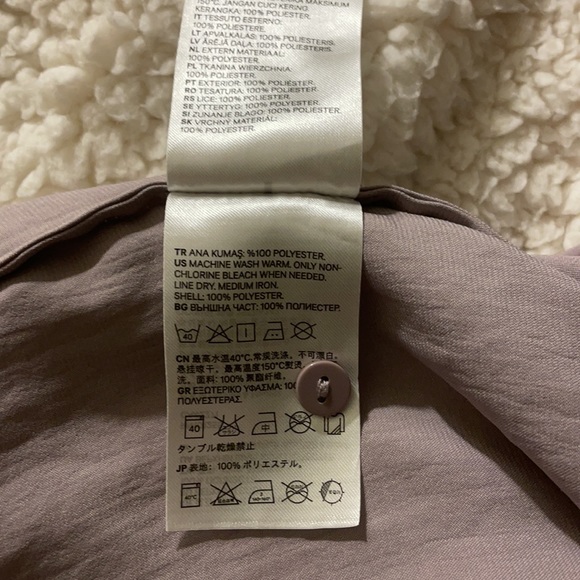 150°C. JANGAN CUCI KERING.
KERANGKA: 100% POLIESTER.
IT TESSUTO ESTERNO:
100% POLIESTERE.
LT APVALKALAS: 100%
POLIESTERIS.
LV ĀRĒJĀ DAĻA: 100%
POLIESTERIS.
NL EXTERN MATERIAAL:
100% POLYESTER.
PL TKANINA WIERZCHNIA:
100% POLIESTER.
PT EXTERIOR: 100% POLIÉSTER.
RO ȚESĂTURA: 100% POLIESTER.
RS LICE: 100% POLIESTER.
SE YTTERTYG: 100% POLYESTER.
SI ZUNANJE BLAGO: 100%
POLIESTER.
SK VRCHNÝ MATERIÁL:
100% POLYESTER.
TR ANA KUMAŞ: %100 POLYESTER.
US MACHINE WASH WARM. ONLY NON-
CHLORINE BLEACH WHEN NEEDED.
LINE DRY. MEDIUM IRON.
SHELL: 100% POLYESTER.
BG ВЪНШНА ЧАСТ: 100% ПОЛИЕСТЕР.
40
CN 最高水温40°C,常规洗涤. 不可漂白.
悬挂晾干. 最高温度150°C熨烫
洗. 面料: 100% 聚酯纤维.
GR ΕΞΩΤΕΡΙΚΟ ΥΦΑΣΜΑ: 10
ΠΟΛΥΕΣΤΕΡΑΣ.
40 中
タンブル乾燥禁止
JP 表地: 100% ポリエステル.
40℃